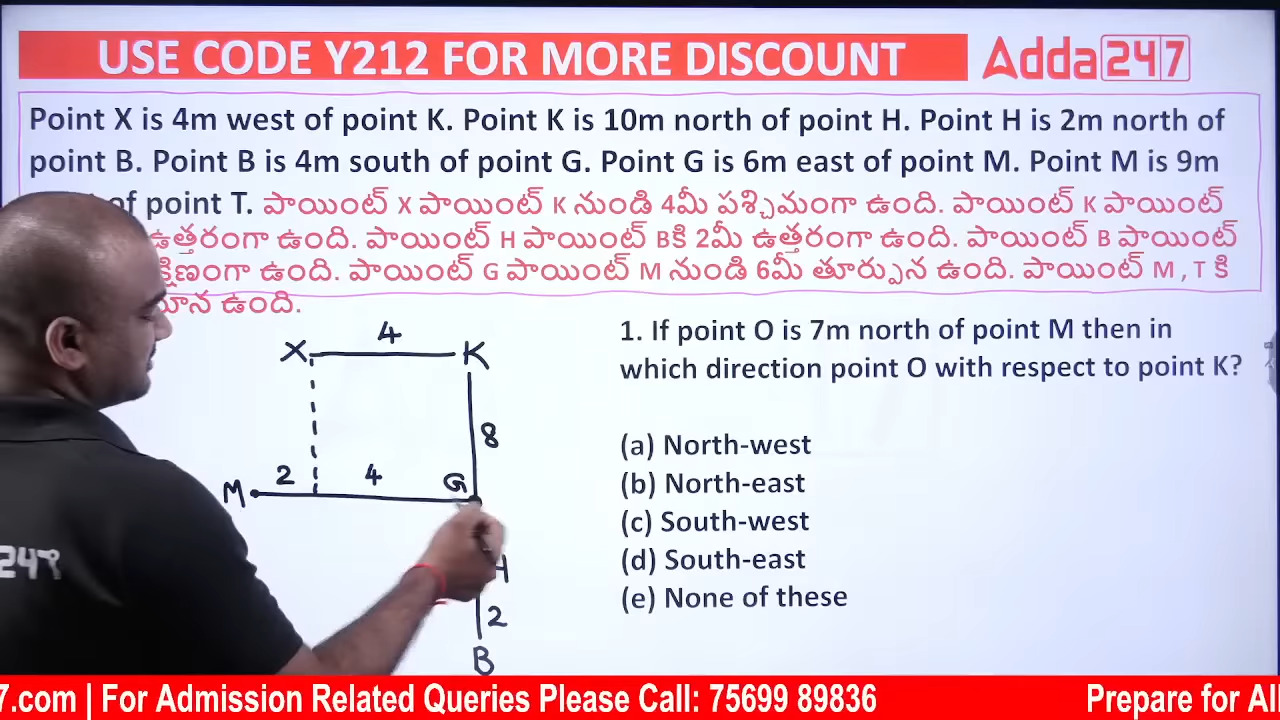 USE CODE Y212 FOR MORE DISCOUNT
Adda247
Point X is 4m west of point K. Point K is 10m north of point H. Point H is 2m north of
point B. Point B is 4m south of point G. Point G is 6m east of point M. Point M is 9m
of point T. పాయింట్ X పాయింట్ K నుండి 4మీ పశ్చిమంగా ఉంది. పాయింట్ K పాయింట్
ఉత్తరంగా ఉంది. పాయింట్ H పాయింట్ Bకి 2మీ ఉత్తరంగా ఉంది. పాయింట్ B పాయింట్
ఉంది. పాయింట్ G పాయింట్ M నుండి 6మీ తూర్పున ఉంది. పాయింట్ M , T కి
ఉంది.
1. If point O is 7m north of point M then in
which direction point O with respect to point K?
(a) North-west
(b) North-east
(c) South-west
(d) South-east
(e) None of these
X 4 K
8
M 2 4 G
H
2
B
247
7.com | For Admission Related Queries Please Call: 75699 89836
Prepare for